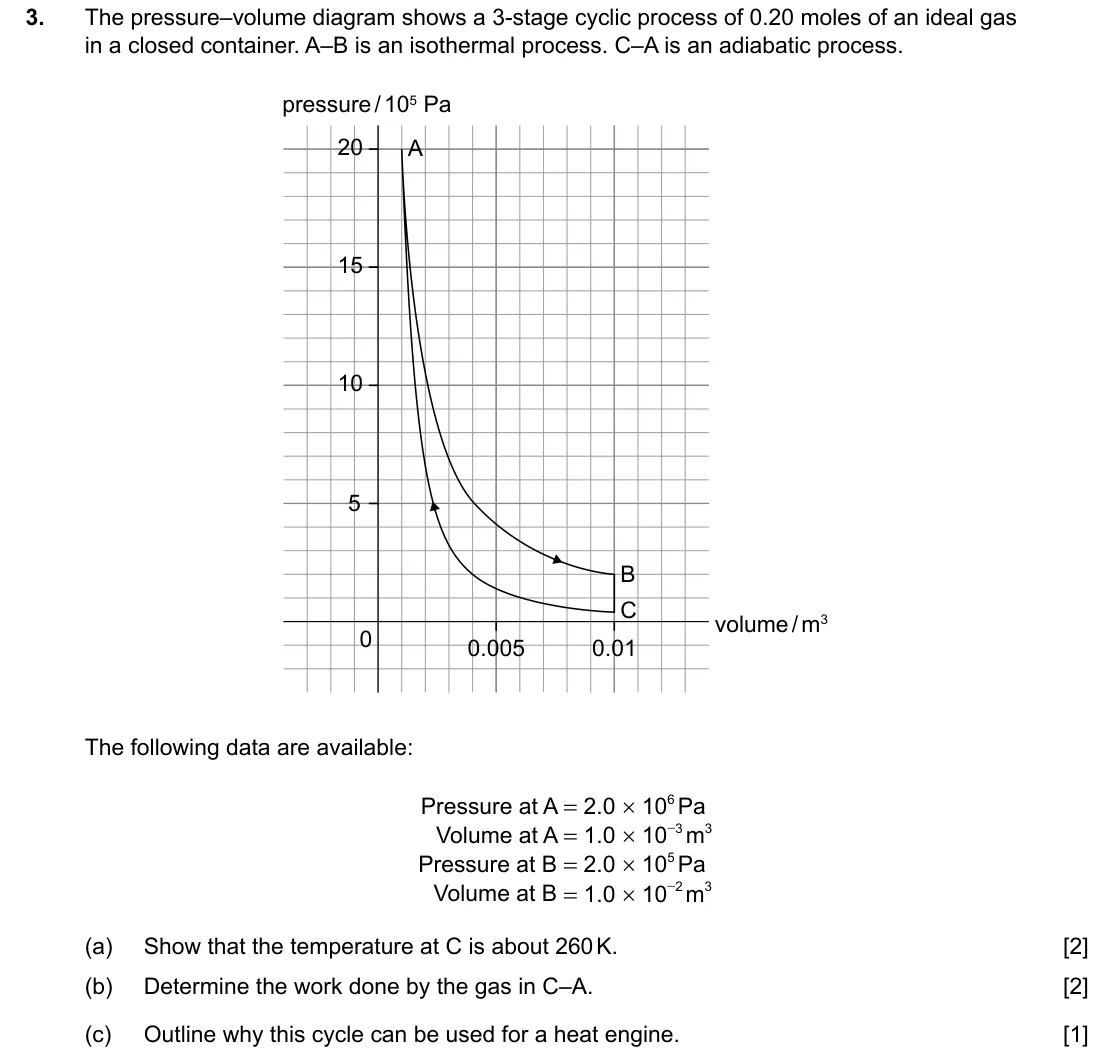 3. The pressure–volume diagram shows a 3-stage cyclic process of 0.20 moles of an ideal gas
in a closed container. A–B is an isothermal process. C–A is an adiabatic process.
pressure / 10⁵ Pa
20
A
15
10
5
B
C
volume / m³
0
0.005
0.01
The following data are available:
Pressure at A = 2.0 × 10⁶ Pa
Volume at A = 1.0 × 10⁻³ m³
Pressure at B = 2.0 × 10⁵ Pa
Volume at B = 1.0 × 10⁻² m³
(a) Show that the temperature at C is about 260 K. [2]
(b) Determine the work done by the gas in C–A. [2]
(c) Outline why this cycle can be used for a heat engine. [1]